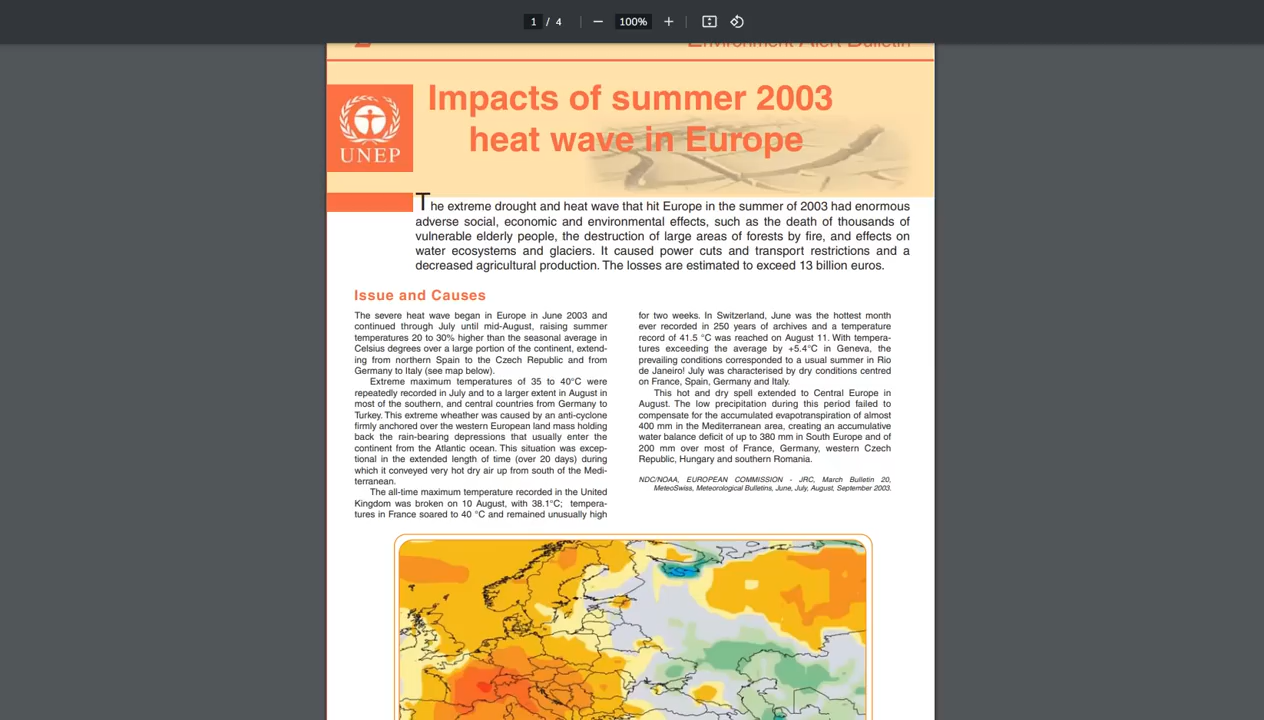 1 / 4
100%
Environment Alert Bulletin
Impacts of summer 2003
heat wave in Europe
UNEP
The extreme drought and heat wave that hit Europe in the summer of 2003 had enormous
adverse social, economic and environmental effects, such as the death of thousands of
vulnerable elderly people, the destruction of large areas of forests by fire, and effects on
water ecosystems and glaciers. It caused power cuts and transport restrictions and a
decreased agricultural production. The losses are estimated to exceed 13 billion euros.
Issue and Causes
The severe heat wave began in Europe in June 2003 and
continued through July until mid-August, raising summer
temperatures 20 to 30% higher than the seasonal average in
Celsius degrees over a large portion of the continent, extend-
ing from northern Spain to the Czech Republic and from
Germany to Italy (see map below).
Extreme maximum temperatures of 35 to 40°C were
repeatedly recorded in July and to a larger extent in August in
most of the southern, and central countries from Germany to
Turkey. This extreme wheather was caused by an anti-cyclone
firmly anchored over the western European land mass holding
back the rain-bearing depressions that usually enter the
continent from the Atlantic ocean. This situation was excep-
tional in the extended length of time (over 20 days) during
which it conveyed very hot dry air up from south of the Medi-
terranean.
The all-time maximum temperature recorded in the United
Kingdom was broken on 10 August, with 38.1°C; tempera-
tures in France soared to 40 °C and remained unusually high
for two weeks. In Switzerland, June was the hottest month
ever recorded in 250 years of archives and a temperature
record of 41.5 °C was reached on August 11. With tempera-
tures exceeding the average by +5.4°C in Geneva, the
prevailing conditions corresponded to a usual summer in Rio
de Janeiro! July was characterised by dry conditions centred
on France, Spain, Germany and Italy.
This hot and dry spell extended to Central Europe in
August. The low precipitation during this period failed to
compensate for the accumulated evapotranspiration of almost
400 mm in the Mediterranean area, creating an accumulative
water balance deficit of up to 380 mm in South Europe and of
200 mm over most of France, Germany, western Czech
Republic, Hungary and southern Romania.
NDC/NOAA, EUROPEAN COMMISSION - JRC, March Bulletin 20,
MeteoSwiss, Meteorological Bulletins, June, July, August, September 2003.